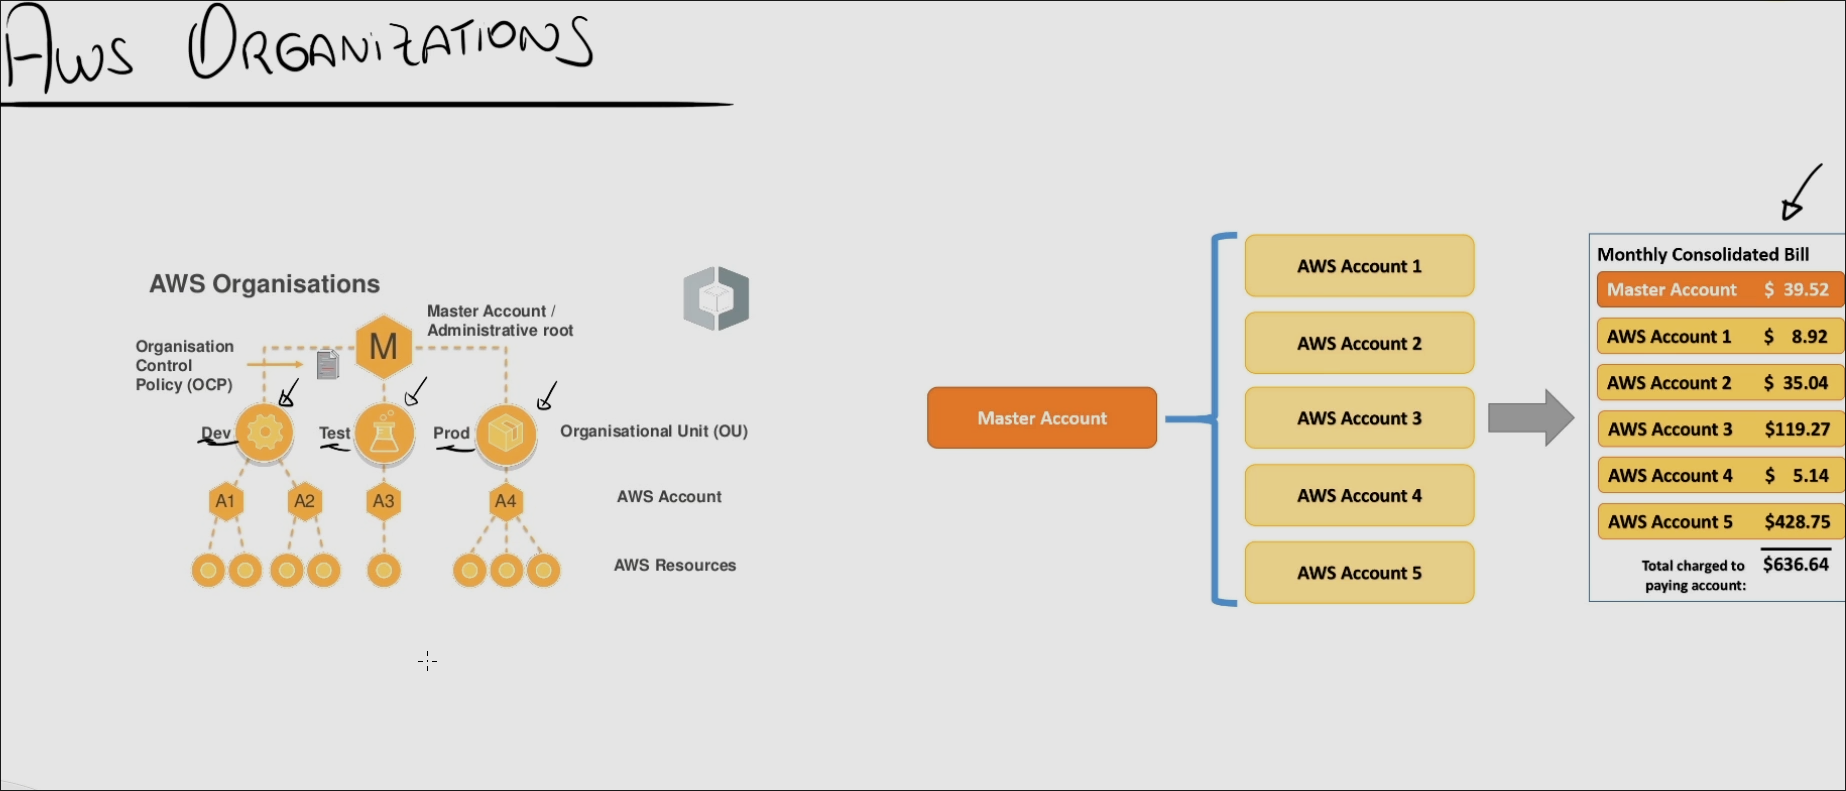 AWS ORGANIZATIONS
AWS Organisations
Master Account /
Administrative root
M
Organisation
Control
Policy (OCP)
Dev
Test
Prod
Organisational Unit (OU)
A1
A2
A3
A4
AWS Account
AWS Resources
Master Account
AWS Account 1
AWS Account 2
AWS Account 3
AWS Account 4
AWS Account 5
Monthly Consolidated Bill
Master Account $ 39.52
AWS Account 1 $ 8.92
AWS Account 2 $ 35.04
AWS Account 3 $119.27
AWS Account 4 $ 5.14
AWS Account 5 $428.75
Total charged to $636.64
paying account: